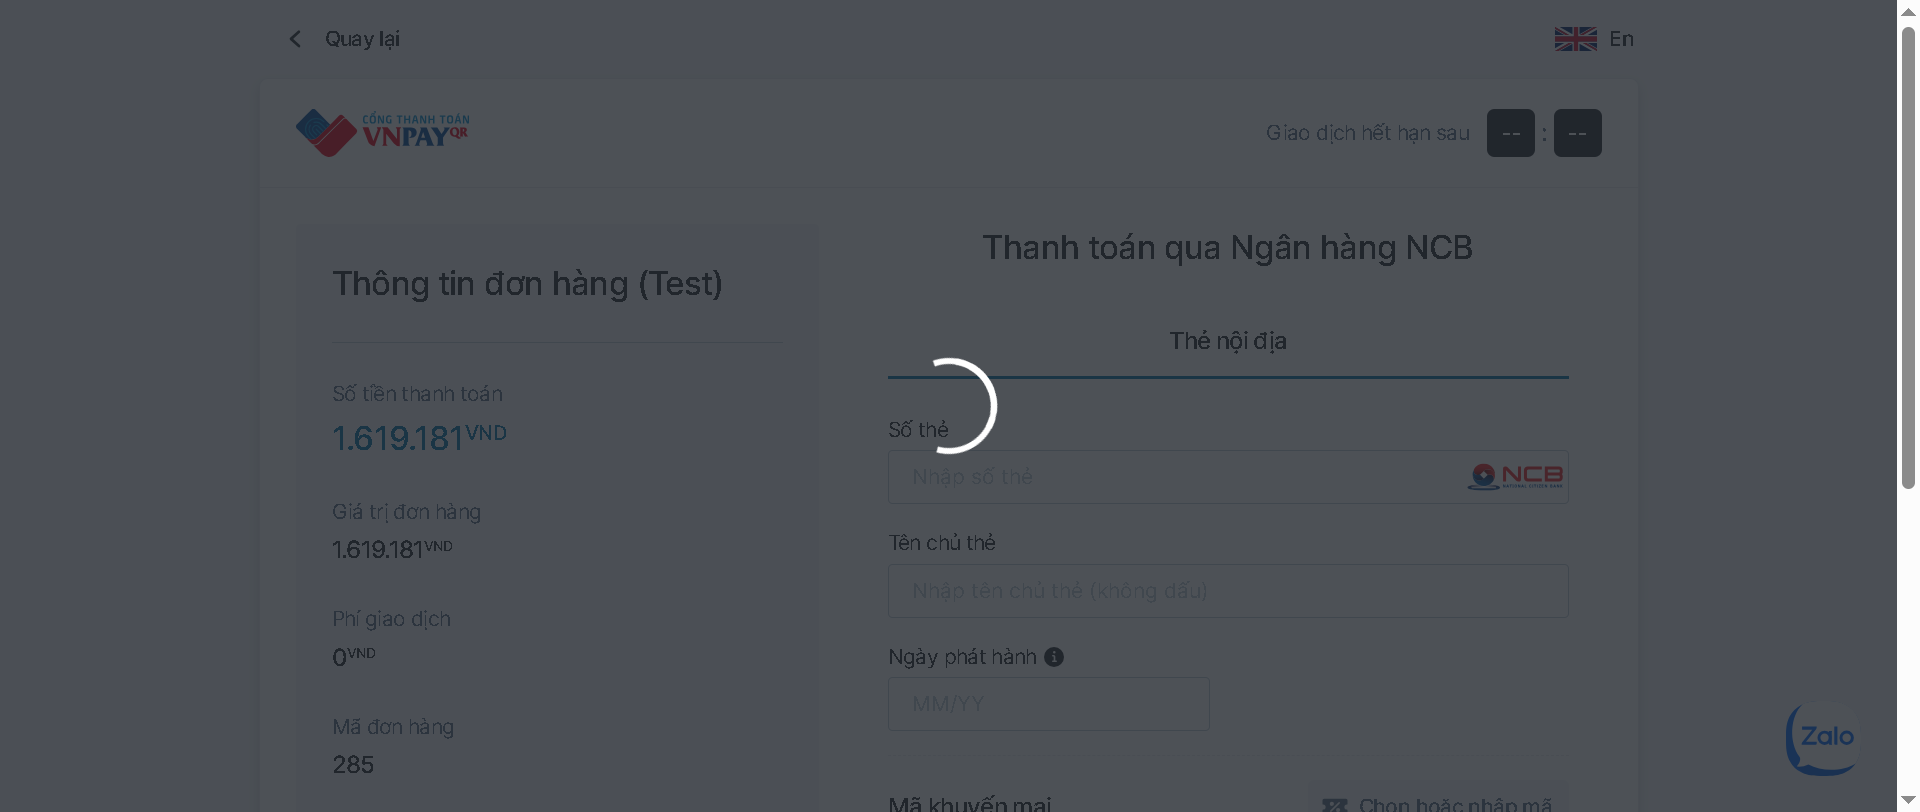 Quay lại
En
CỔNG THANH TOÁN
VNPAYQR
Giao dịch hết hạn sau -- : --
Thông tin đơn hàng (Test)
Số tiền thanh toán
1.619.181VND
Giá trị đơn hàng
1.619.181VND
Phí giao dịch
0VND
Mã đơn hàng
285
Thanh toán qua Ngân hàng NCB
Thẻ nội địa
Số thẻ
Nhập số thẻ
NCB
Tên chủ thẻ
Nhập tên chủ thẻ (không dấu)
Ngày phát hành
MM/YY
Mã khuyến mại
Chọn hoặc nhập mã
Zalo